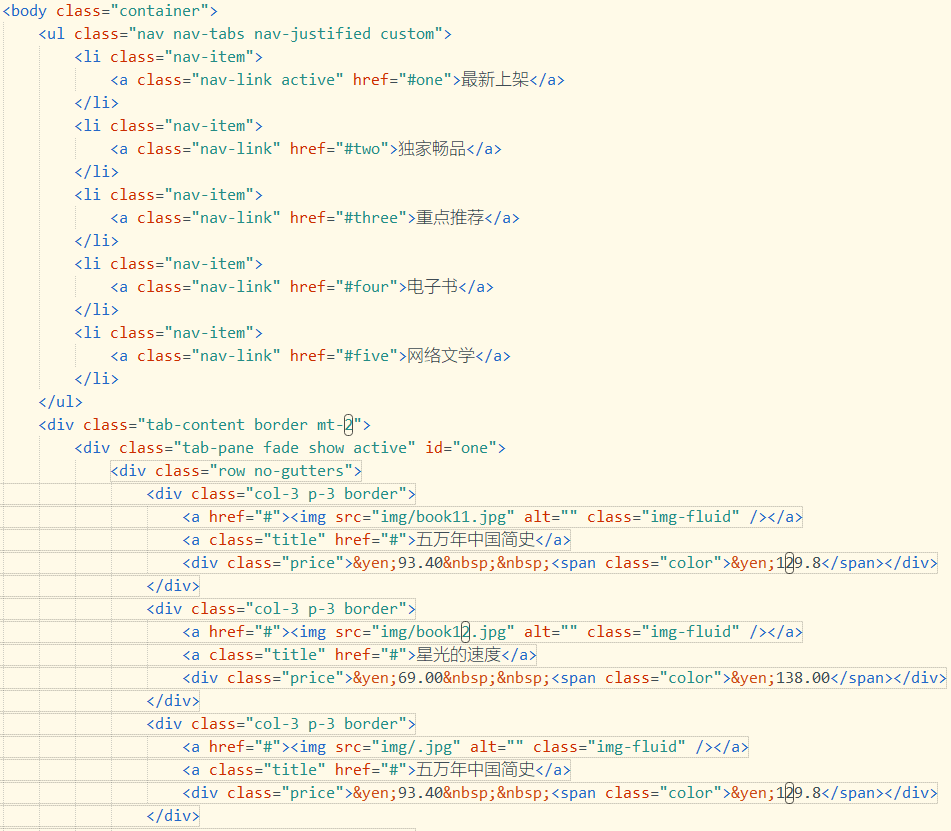 <body class="container">
<ul class="nav nav-tabs nav-justified custom">
<li class="nav-item">
<a class="nav-link active" href="#one">最新上架</a>
</li>
<li class="nav-item">
<a class="nav-link" href="#two">独家畅品</a>
</li>
<li class="nav-item">
<a class="nav-link" href="#three">重点推荐</a>
</li>
<li class="nav-item">
<a class="nav-link" href="#four">电子书</a>
</li>
<li class="nav-item">
<a class="nav-link" href="#five">网络文学</a>
</li>
</ul>
<div class="tab-content border mt-2">
<div class="tab-pane fade show active" id="one">
<div class="row no-gutters">
<div class="col-3 p-3 border">
<a href="#"><img src="img/book11.jpg" alt="" class="img-fluid" /></a>
<a class="title" href="#">五万年中国简史</a>
<div class="price">&yen;93.40&nbsp;&nbsp;<span class="color">&yen;129.8</span></div>
</div>
<div class="col-3 p-3 border">
<a href="#"><img src="img/book12.jpg" alt="" class="img-fluid" /></a>
<a class="title" href="#">星光的速度</a>
<div class="price">&yen;69.00&nbsp;&nbsp;<span class="color">&yen;138.00</span></div>
</div>
<div class="col-3 p-3 border">
<a href="#"><img src="img/.jpg" alt="" class="img-fluid" /></a>
<a class="title" href="#">五万年中国简史</a>
<div class="price">&yen;93.40&nbsp;&nbsp;<span class="color">&yen;129.8</span></div>
</div>